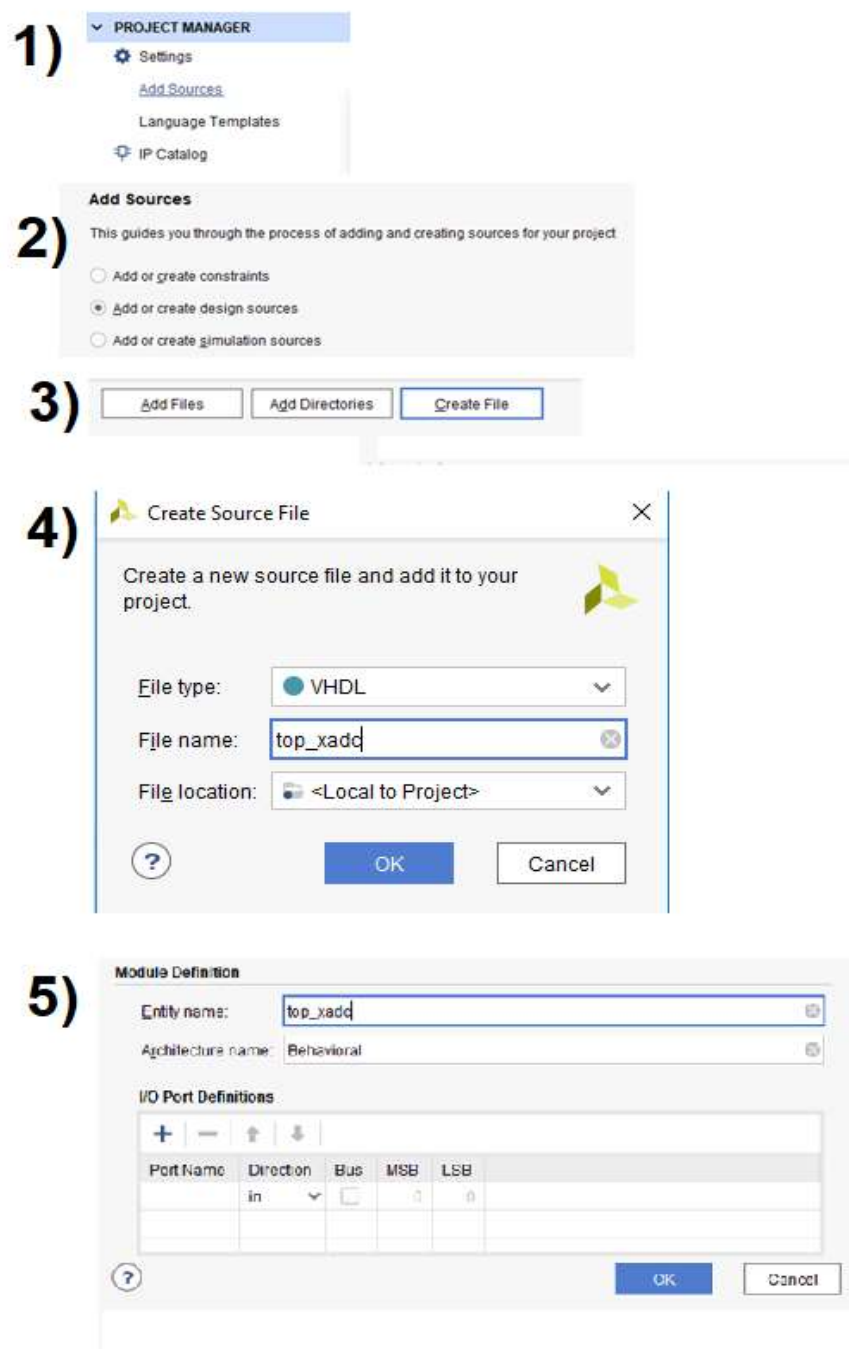 1)
PROJECT MANAGER
Settings
Add Sources
Language Templates
IP Catalog
2)
Add Sources
This guides you through the process of adding and creating sources for your project
Add or create constraints
Add or create design sources
Add or create simulation sources
3)
Add Files Add Directories Create File
4)
Create Source File
Create a new source file and add it to your
project.
File type: VHDL
File name: top_xadc
File location: <Local to Project>
? OK Cancel
5)
Module Definition
Entity name: top_xadc
Architecture name: Behavioral
I/O Port Definitions
Port Name Direction Bus MSB LSB
in 0 0
? OK Cancel